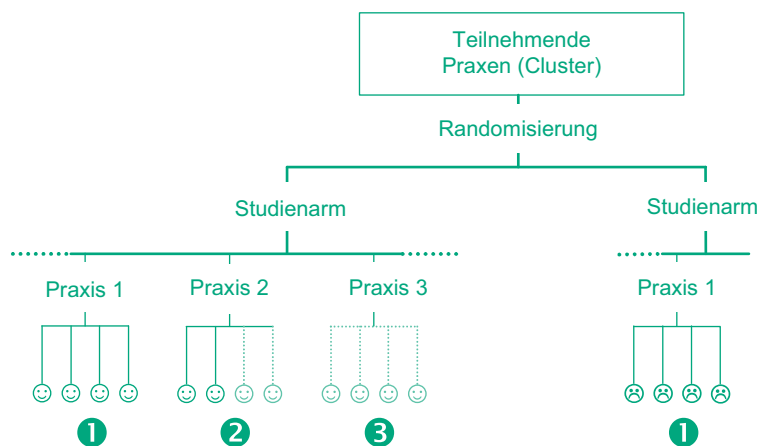 Teilnehmende
Praxen (Cluster)
Randomisierung
Studienarm
Studienarm
Praxis 1
Praxis 2
Praxis 3
Praxis 1
1
2
3
1